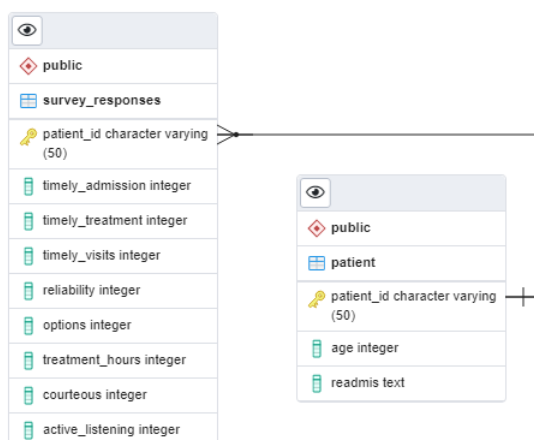 public
survey_responses
patient_id character varying
(50)
timely_admission integer
timely_treatment integer
timely_visits integer
reliability integer
options integer
treatment_hours integer
courteous integer
active_listening integer
public
patient
patient_id character varying
(50)
age integer
readmis text